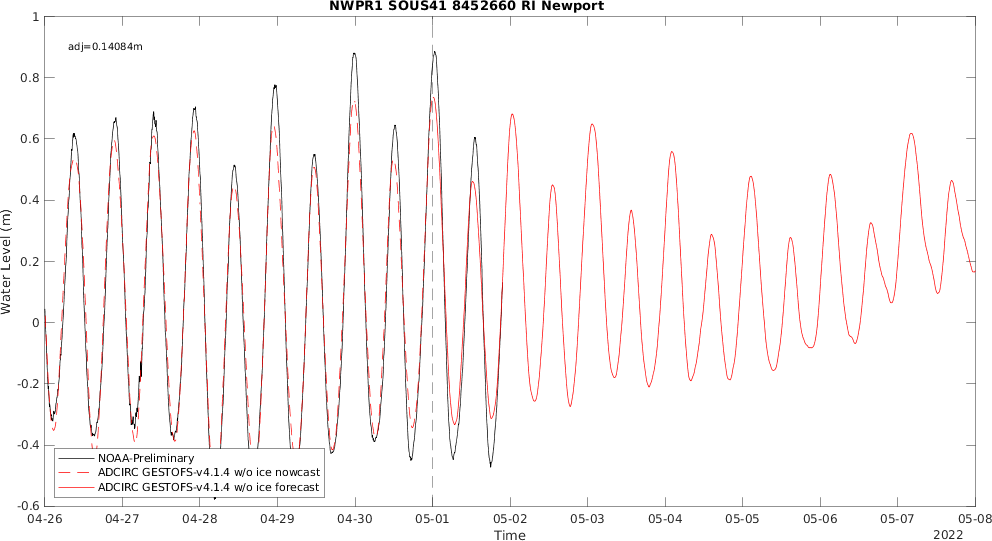 NWPR1 SOUS41 8452660 RI Newport
1
0.8
0.6
0.4
0.2
0
-0.2
-0.4
-0.6
Water Level (m)
adj=0.14084m
NOAA-Preliminary
ADCIRC GESTOFS-v4.1.4 w/o ice nowcast
ADCIRC GESTOFS-v4.1.4 w/o ice forecast
04-26 04-27 04-28 04-29 04-30 05-01 05-02 05-03 05-04 05-05 05-06 05-07 05-08
Time
2022